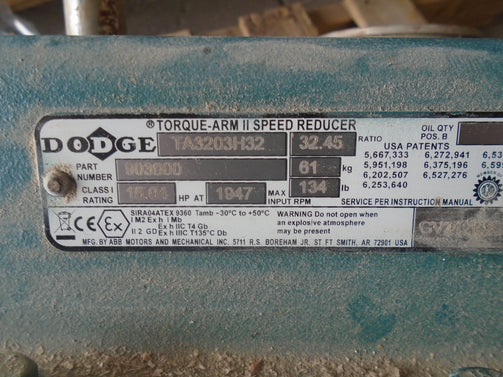 ® TORQUE-ARM II SPEED REDUCER
DODGE TA3203H32 32.45 RATIO
OIL QTY
POS. B
PART NUMBER 903000 61 kg
134 lb
CLASS I RATING 15.04 HP AT 1947 MAX INPUT RPM
USA PATENTS
5,667,333 6,272,941
5,951,198 6,375,196
6,202,507 6,527,276
6,253,640
SERVICE PER INSTRUCTION MANUAL
CE Ex SIRA04ATEX 9360 Tamb -30°C to +50°C
I M2 Ex h I Mb
II 2 GD Ex h IIC T4 Gb
Ex h IIIC T135°C Db
WARNING Do not open when
an explosive atmosphere
may be present
MFG. BY ABB MOTORS AND MECHANICAL INC. 5711 R.S. BOREHAM JR. ST FT SMITH, AR 72901 USA